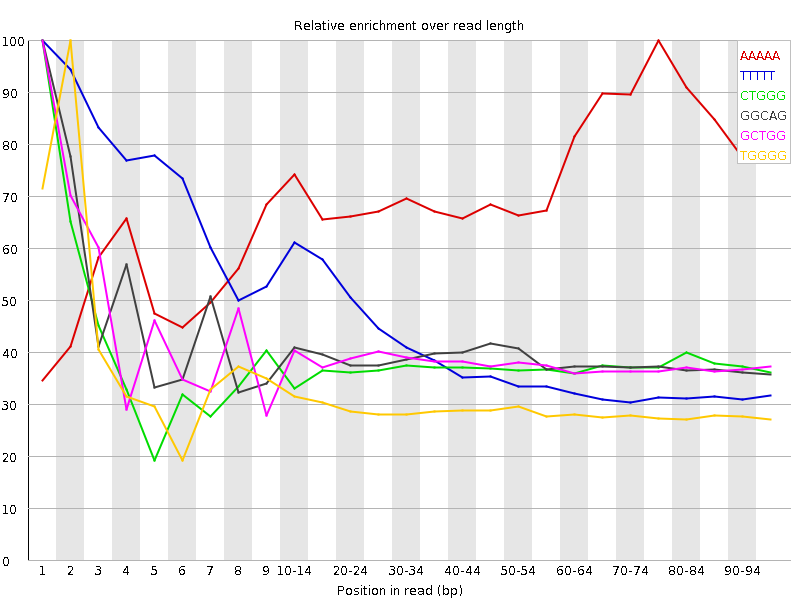 Relative enrichment over read length
100
90
80
70
60
50
40
30
20
10
0
AAAAA
TTTTT
CTGGG
GGCAG
GCTGG
TGGGG
1 2 3 4 5 6 7 8 9 10-14 20-24 30-34 40-44 50-54 60-64 70-74 80-84 90-94
Position in read (bp)